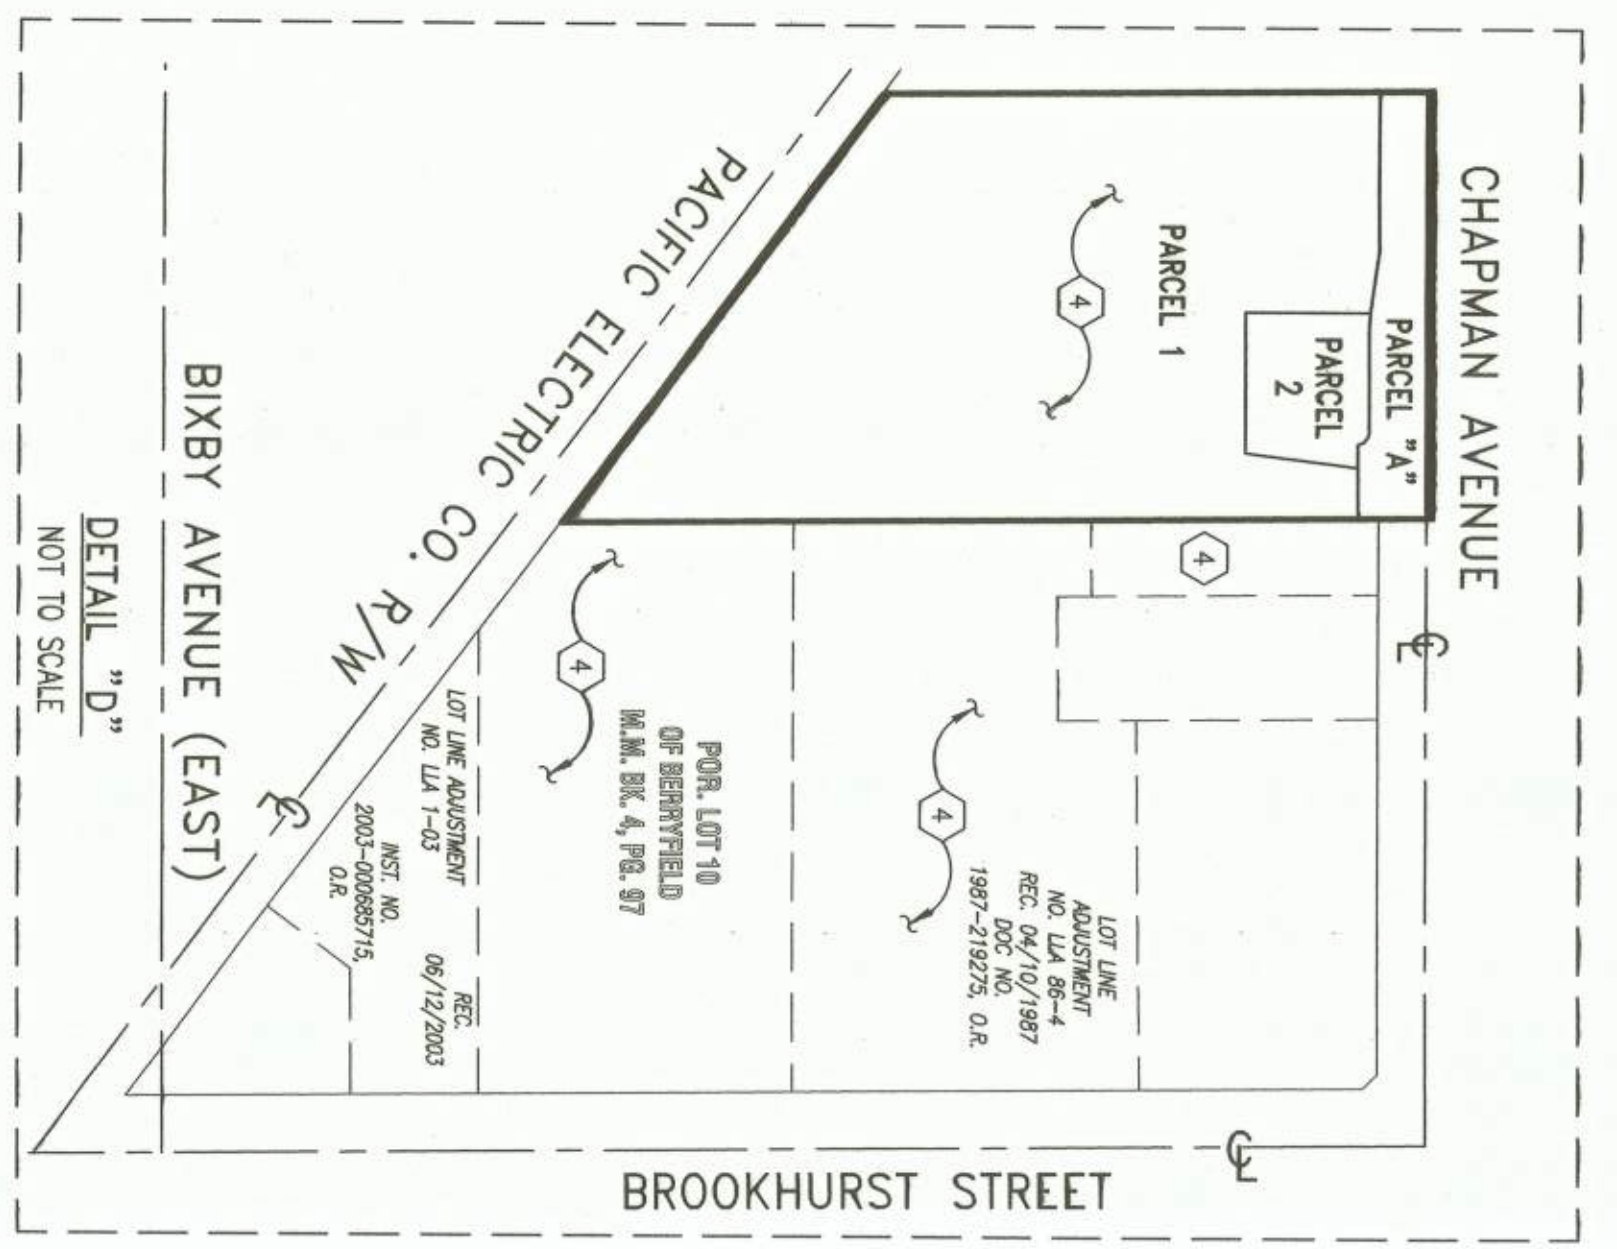 CHAPMAN AVENUE
PARCEL "A"
PARCEL
2
PARCEL 1
4
4
4
4
PACIFIC ELECTRIC CO. R/W
POR. LOT 10
OF BERRYFIELD
M.M. BK. 4, PG. 97
LOT LINE
ADJUSTMENT
NO. LLA 86-4
REC. 04/10/1987
DOC NO.
1987-219275, O.R.
LOT LINE ADJUSTMENT
NO. LLA 1-03
REC.
06/12/2003
INST. NO.
2003-000685715,
O.R.
CL
CL
CL
BROOKHURST STREET
BIXBY AVENUE (EAST)
DETAIL "D"
NOT TO SCALE